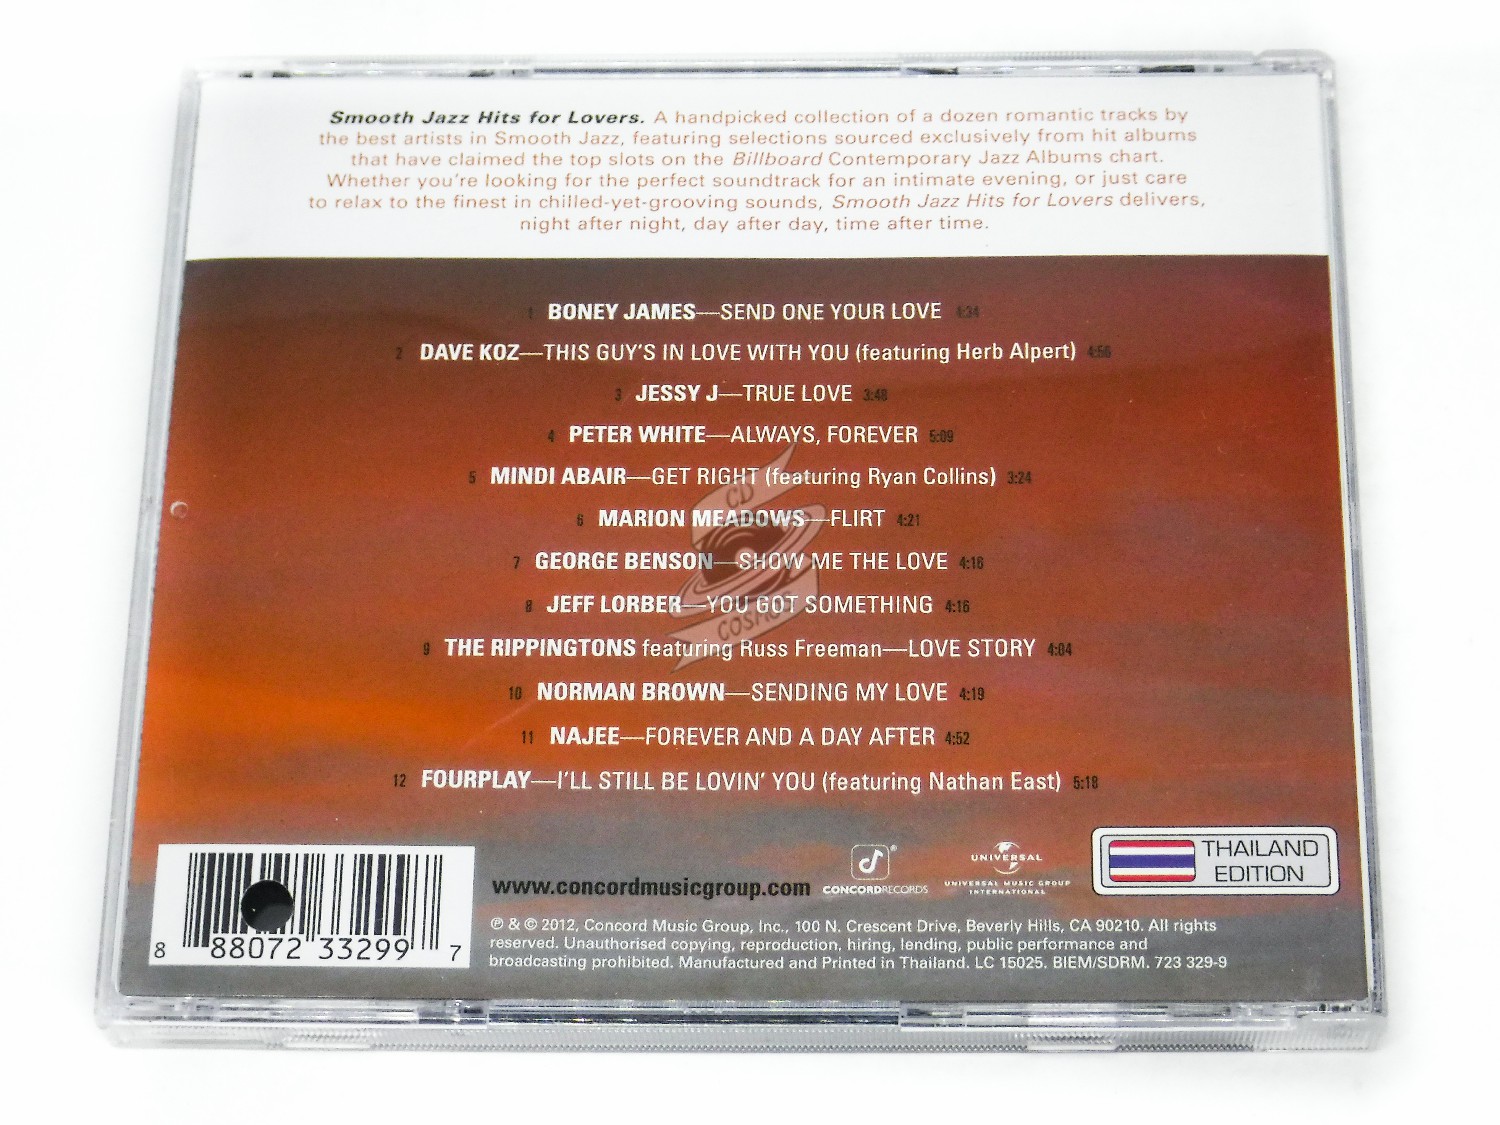 Smooth Jazz Hits for Lovers. A handpicked collection of a dozen romantic tracks by
the best artists in Smooth Jazz, featuring selections sourced exclusively from hit albums
that have claimed the top slots on the Billboard Contemporary Jazz Albums chart.
Whether you're looking for the perfect soundtrack for an intimate evening, or just care
to relax to the finest in chilled-yet-grooving sounds, Smooth Jazz Hits for Lovers delivers,
night after night, day after day, time after time.
1 BONEY JAMES—SEND ONE YOUR LOVE 4:34
2 DAVE KOZ—THIS GUY'S IN LOVE WITH YOU (featuring Herb Alpert) 4:56
3 JESSY J—TRUE LOVE 3:48
4 PETER WHITE—ALWAYS, FOREVER 5:09
5 MINDI ABAIR—GET RIGHT (featuring Ryan Collins) 3:24
6 MARION MEADOWS—FLIRT 4:21
7 GEORGE BENSON—SHOW ME THE LOVE 4:16
8 JEFF LORBER—YOU GOT SOMETHING 4:16
9 THE RIPPINGTONS featuring Russ Freeman—LOVE STORY 4:04
10 NORMAN BROWN—SENDING MY LOVE 4:19
11 NAJEE—FOREVER AND A DAY AFTER 4:52
12 FOURPLAY—I'LL STILL BE LOVIN' YOU (featuring Nathan East) 5:18
CD
COSMOS
8 88072 33299 7
www.concordmusicgroup.com
CONCORDRECORDS
UNIVERSAL
UNIVERSAL MUSIC GROUP
INTERNATIONAL
THAILAND
EDITION
℗ & © 2012, Concord Music Group, Inc., 100 N. Crescent Drive, Beverly Hills, CA 90210. All rights
reserved. Unauthorised copying, reproduction, hiring, lending, public performance and
broadcasting prohibited. Manufactured and Printed in Thailand. LC 15025. BIEM/SDRM. 723 329-9